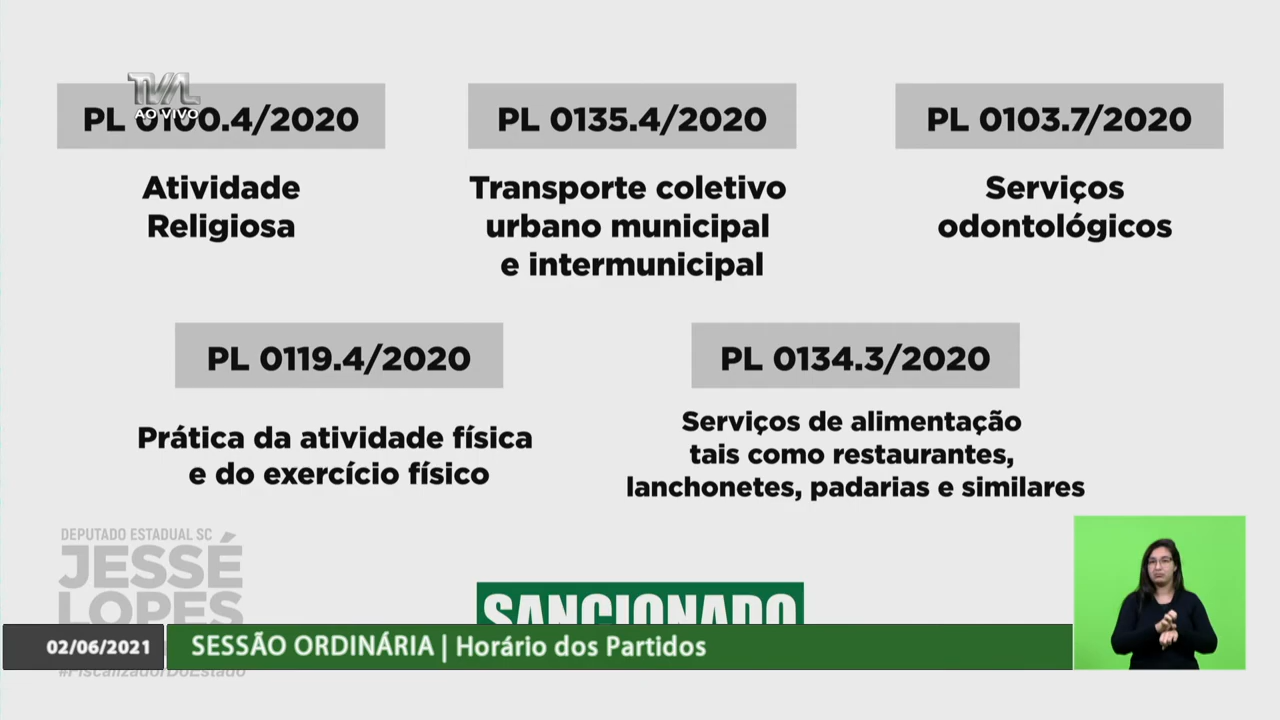 TVAL
AO VIVO
PL 0100.4/2020
Atividade
Religiosa
PL 0135.4/2020
Transporte coletivo
urbano municipal
e intermunicipal
PL 0103.7/2020
Serviços
odontológicos
PL 0119.4/2020
Prática da atividade física
e do exercício físico
PL 0134.3/2020
Serviços de alimentação
tais como restaurantes,
lanchonetes, padarias e similares
DEPUTADO ESTADUAL SC
JESSÉ
LOPES
SANCIONADO
02/06/2021
SESSÃO ORDINÁRIA | Horário dos Partidos
#FiscalizadorDoEstado